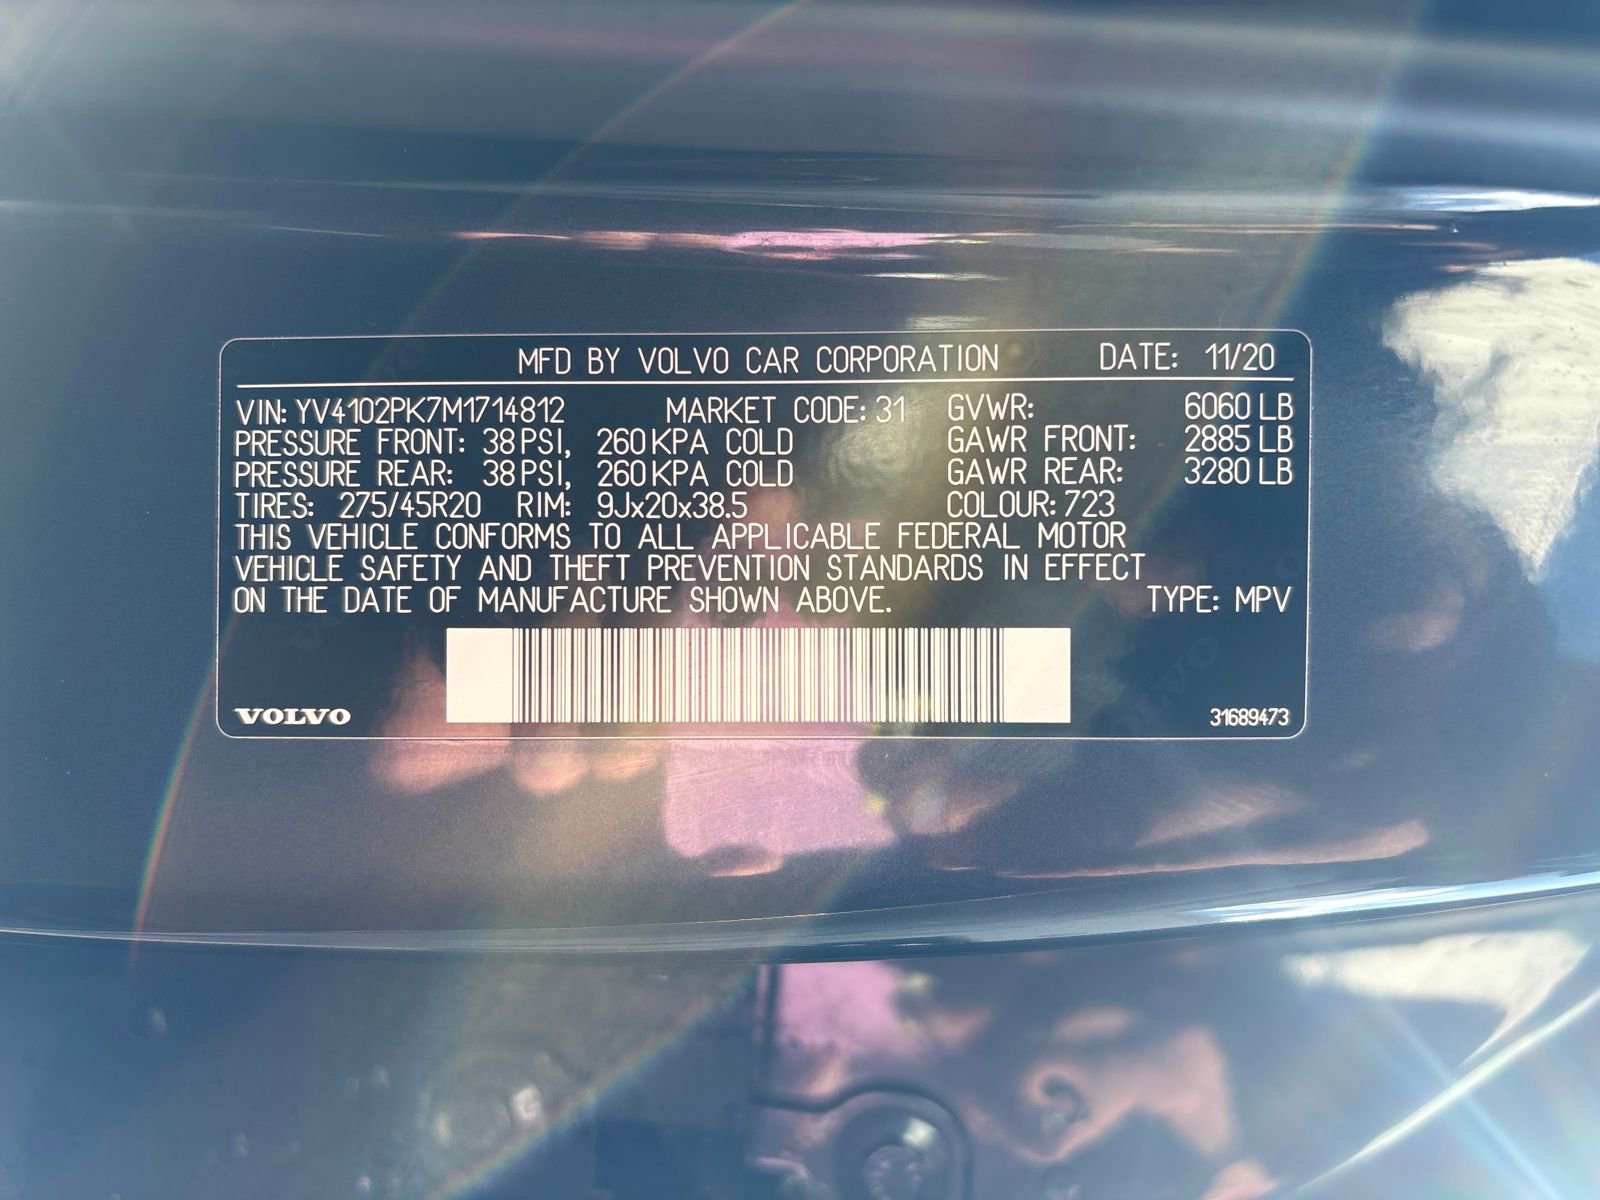 MFD BY VOLVO CAR CORPORATION DATE: 11/20
VIN: YV4102PK7M1714812 MARKET CODE: 31 GVWR: 6060 LB
PRESSURE FRONT: 38 PSI, 260 KPA COLD GAWR FRONT: 2885 LB
PRESSURE REAR: 38 PSI, 260 KPA COLD GAWR REAR: 3280 LB
TIRES: 275/45R20 RIM: 9Jx20x38.5 COLOUR: 723
THIS VEHICLE CONFORMS TO ALL APPLICABLE FEDERAL MOTOR
VEHICLE SAFETY AND THEFT PREVENTION STANDARDS IN EFFECT
ON THE DATE OF MANUFACTURE SHOWN ABOVE. TYPE: MPV
VOLVO 31689473